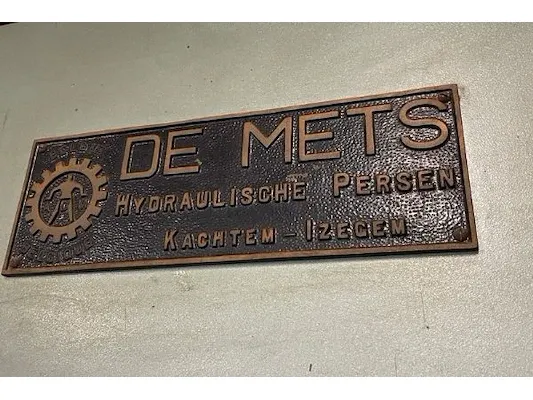 DE METS
HYDRAULISCHE PERSEN
KACHTEM - IZEGEM